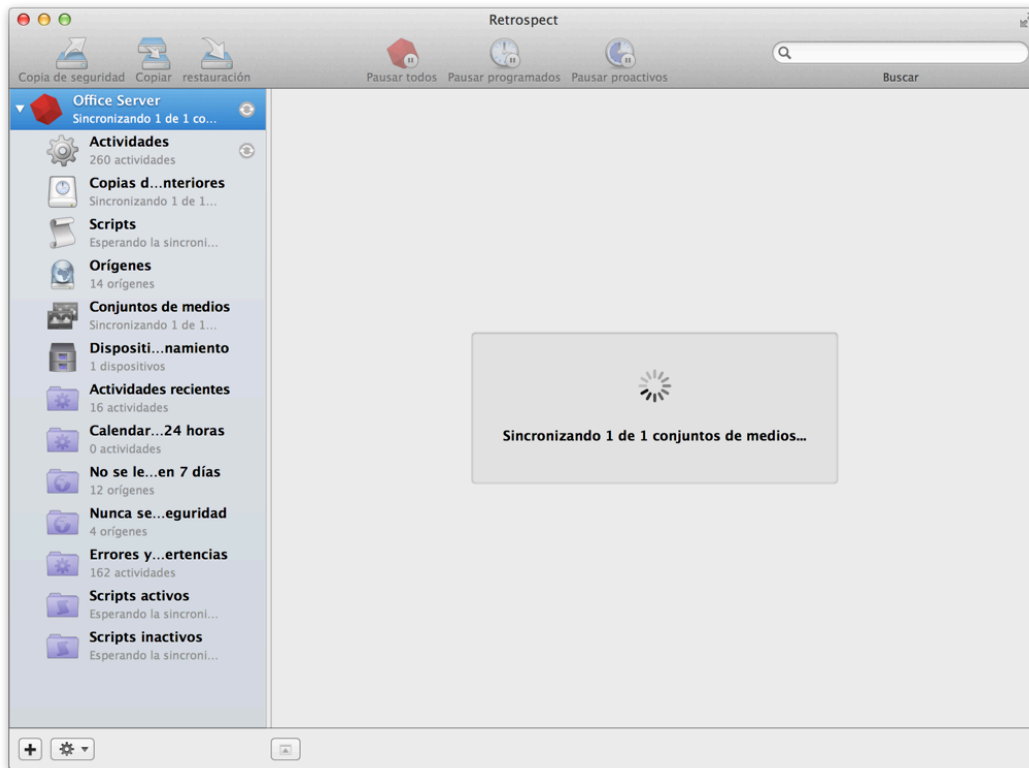 Retrospect
Copia de seguridad Copiar restauración Pausar todos Pausar programados Pausar proactivos Buscar
Office Server
Sincronizando 1 de 1 co...
Actividades
260 actividades
Copias d...nteriores
Sincronizando 1 de 1...
Scripts
Esperando la sincroni...
Orígenes
14 orígenes
Conjuntos de medios
Sincronizando 1 de 1...
Dispositi...namiento
1 dispositivos
Actividades recientes
16 actividades
Calendar...24 horas
0 actividades
No se le...en 7 días
12 orígenes
Nunca se...eguridad
4 orígenes
Errores y...ertencias
162 actividades
Scripts activos
Esperando la sincroni...
Scripts inactivos
Esperando la sincroni...
Sincronizando 1 de 1 conjuntos de medios...